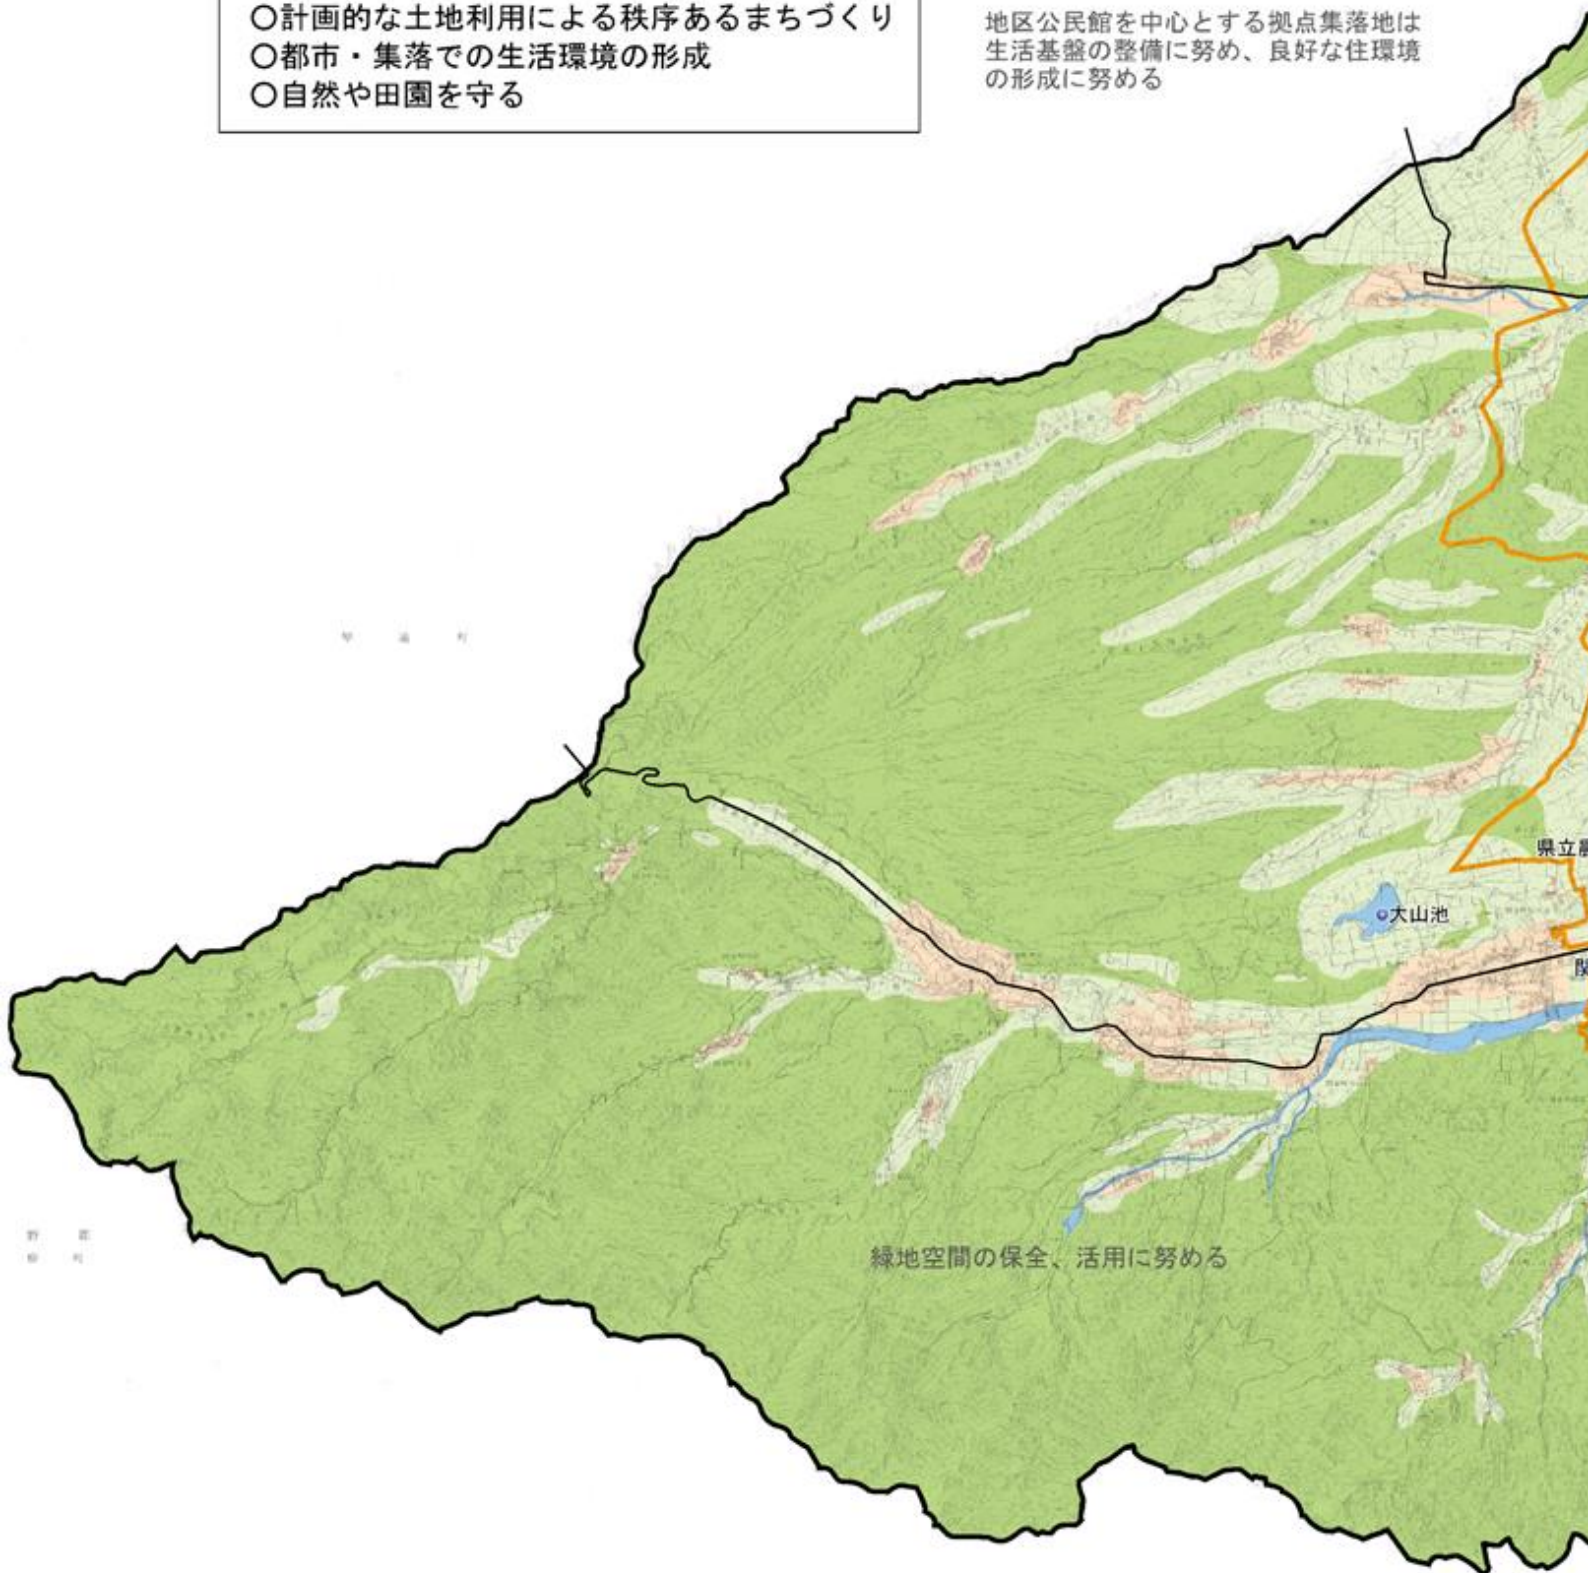 ○計画的な土地利用による秩序あるまちづくり
○都市・集落での生活環境の形成
○自然や田園を守る
地区公民館を中心とする拠点集落地は
生活基盤の整備に努め、良好な住環境
の形成に努める
県立農
大山池
関
緑地空間の保全、活用に努める